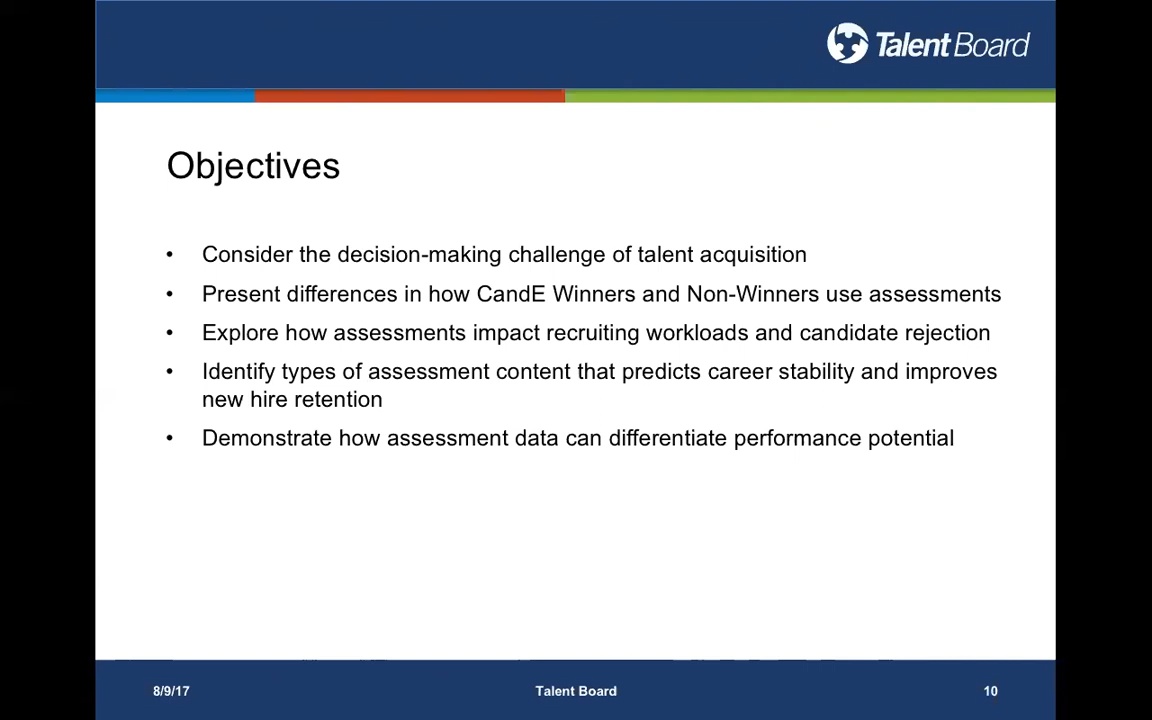 Talent Board
Objectives
• Consider the decision-making challenge of talent acquisition
• Present differences in how CandE Winners and Non-Winners use assessments
• Explore how assessments impact recruiting workloads and candidate rejection
• Identify types of assessment content that predicts career stability and improves
new hire retention
• Demonstrate how assessment data can differentiate performance potential
8/9/17
Talent Board
10